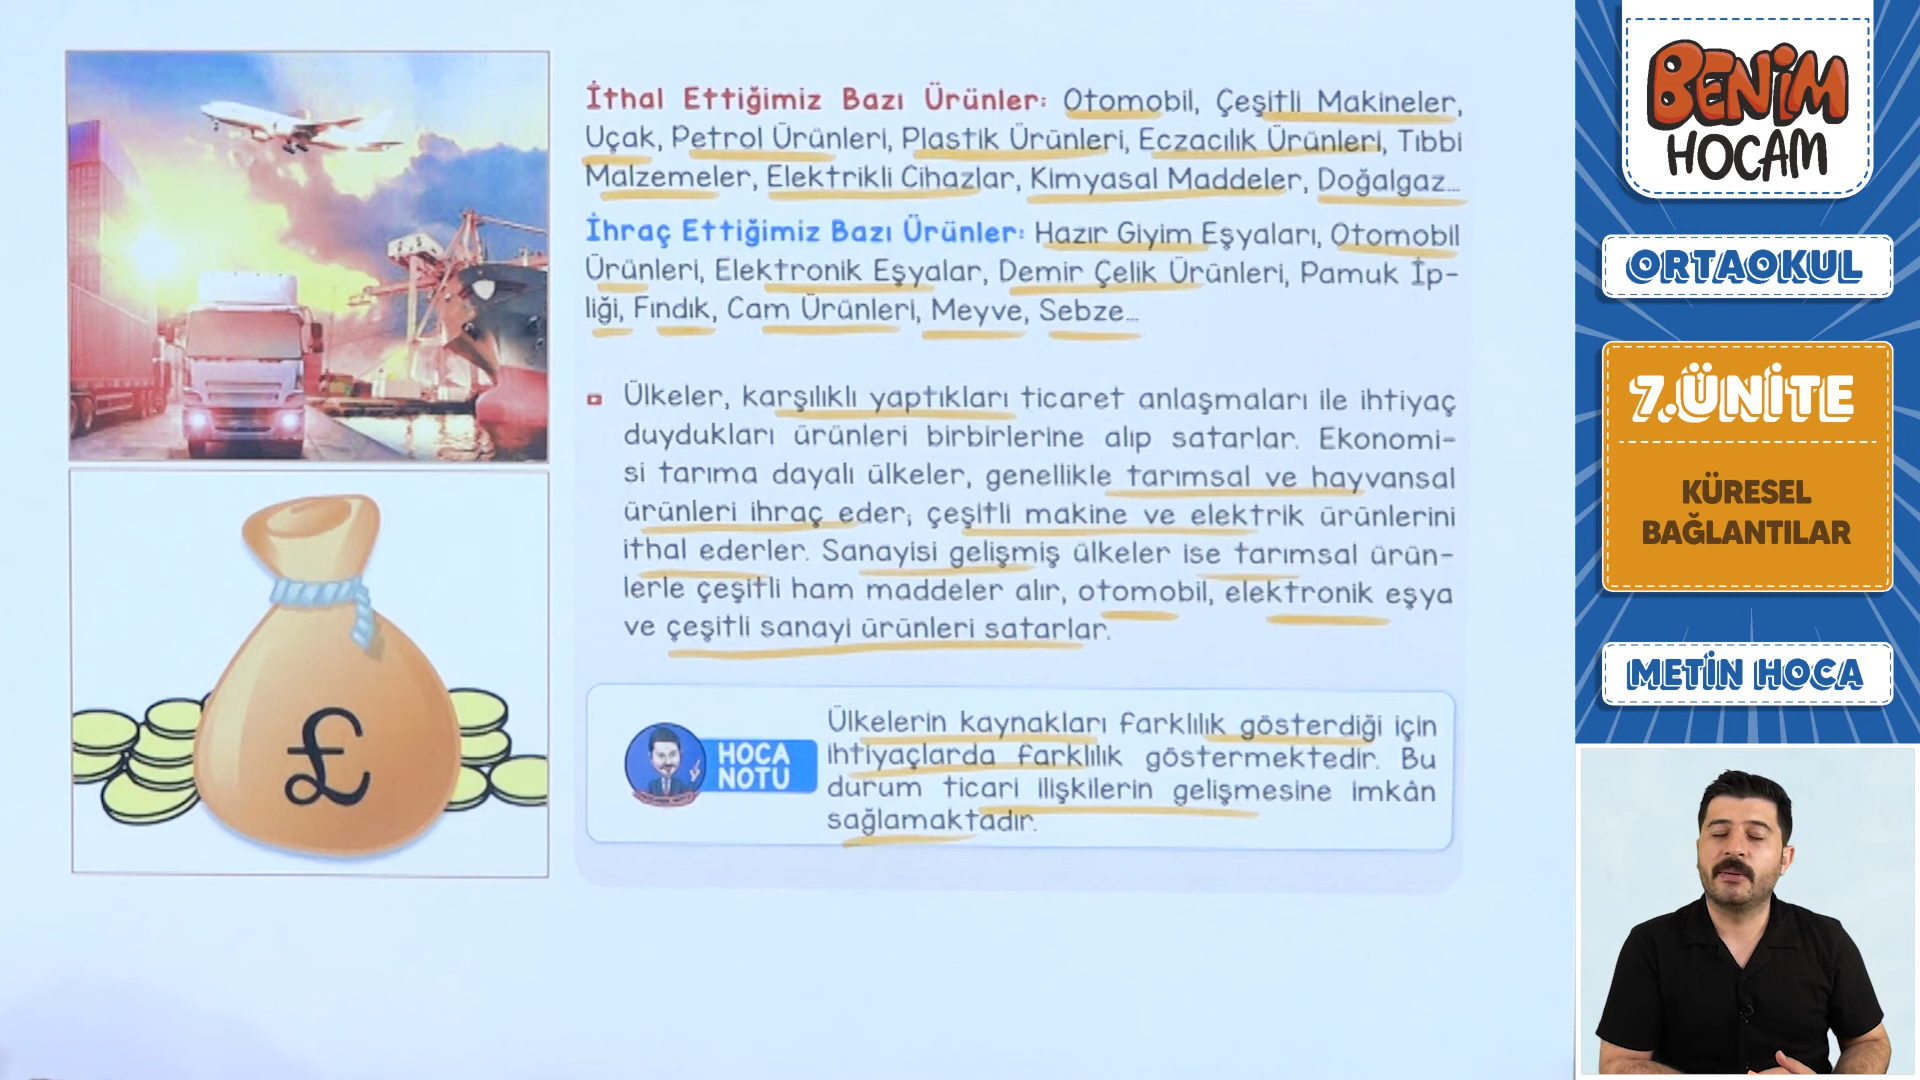 İthal Ettiğimiz Bazı Ürünler: Otomobil, Çeşitli Makineler,
Uçak, Petrol Ürünleri, Plastik Ürünleri, Eczacılık Ürünleri, Tıbbi
Malzemeler, Elektrikli Cihazlar, Kimyasal Maddeler, Doğalgaz...
İhraç Ettiğimiz Bazı Ürünler: Hazır Giyim Eşyaları, Otomobil
Ürünleri, Elektronik Eşyalar, Demir Çelik Ürünleri, Pamuk İp-
liği, Fındık, Cam Ürünleri, Meyve, Sebze...
Ülkeler, karşılıklı yaptıkları ticaret anlaşmaları ile ihtiyaç
duydukları ürünleri birbirlerine alıp satarlar. Ekonomi-
si tarıma dayalı ülkeler, genellikle tarımsal ve hayvansal
ürünleri ihraç eder; çeşitli makine ve elektrik ürünlerini
ithal ederler. Sanayisi gelişmiş ülkeler ise tarımsal ürün-
lerle çeşitli ham maddeler alır, otomobil, elektronik eşya
ve çeşitli sanayi ürünleri satarlar.
HOCA
NOTU
Ülkelerin kaynakları farklılık gösterdiği için
ihtiyaçlarda farklılık göstermektedir. Bu
durum ticari ilişkilerin gelişmesine imkân
sağlamaktadır.
£
BENİM
HOCAM
ORTAOKUL
7.ÜNİTE
KÜRESEL
BAĞLANTILAR
METİN HOCA